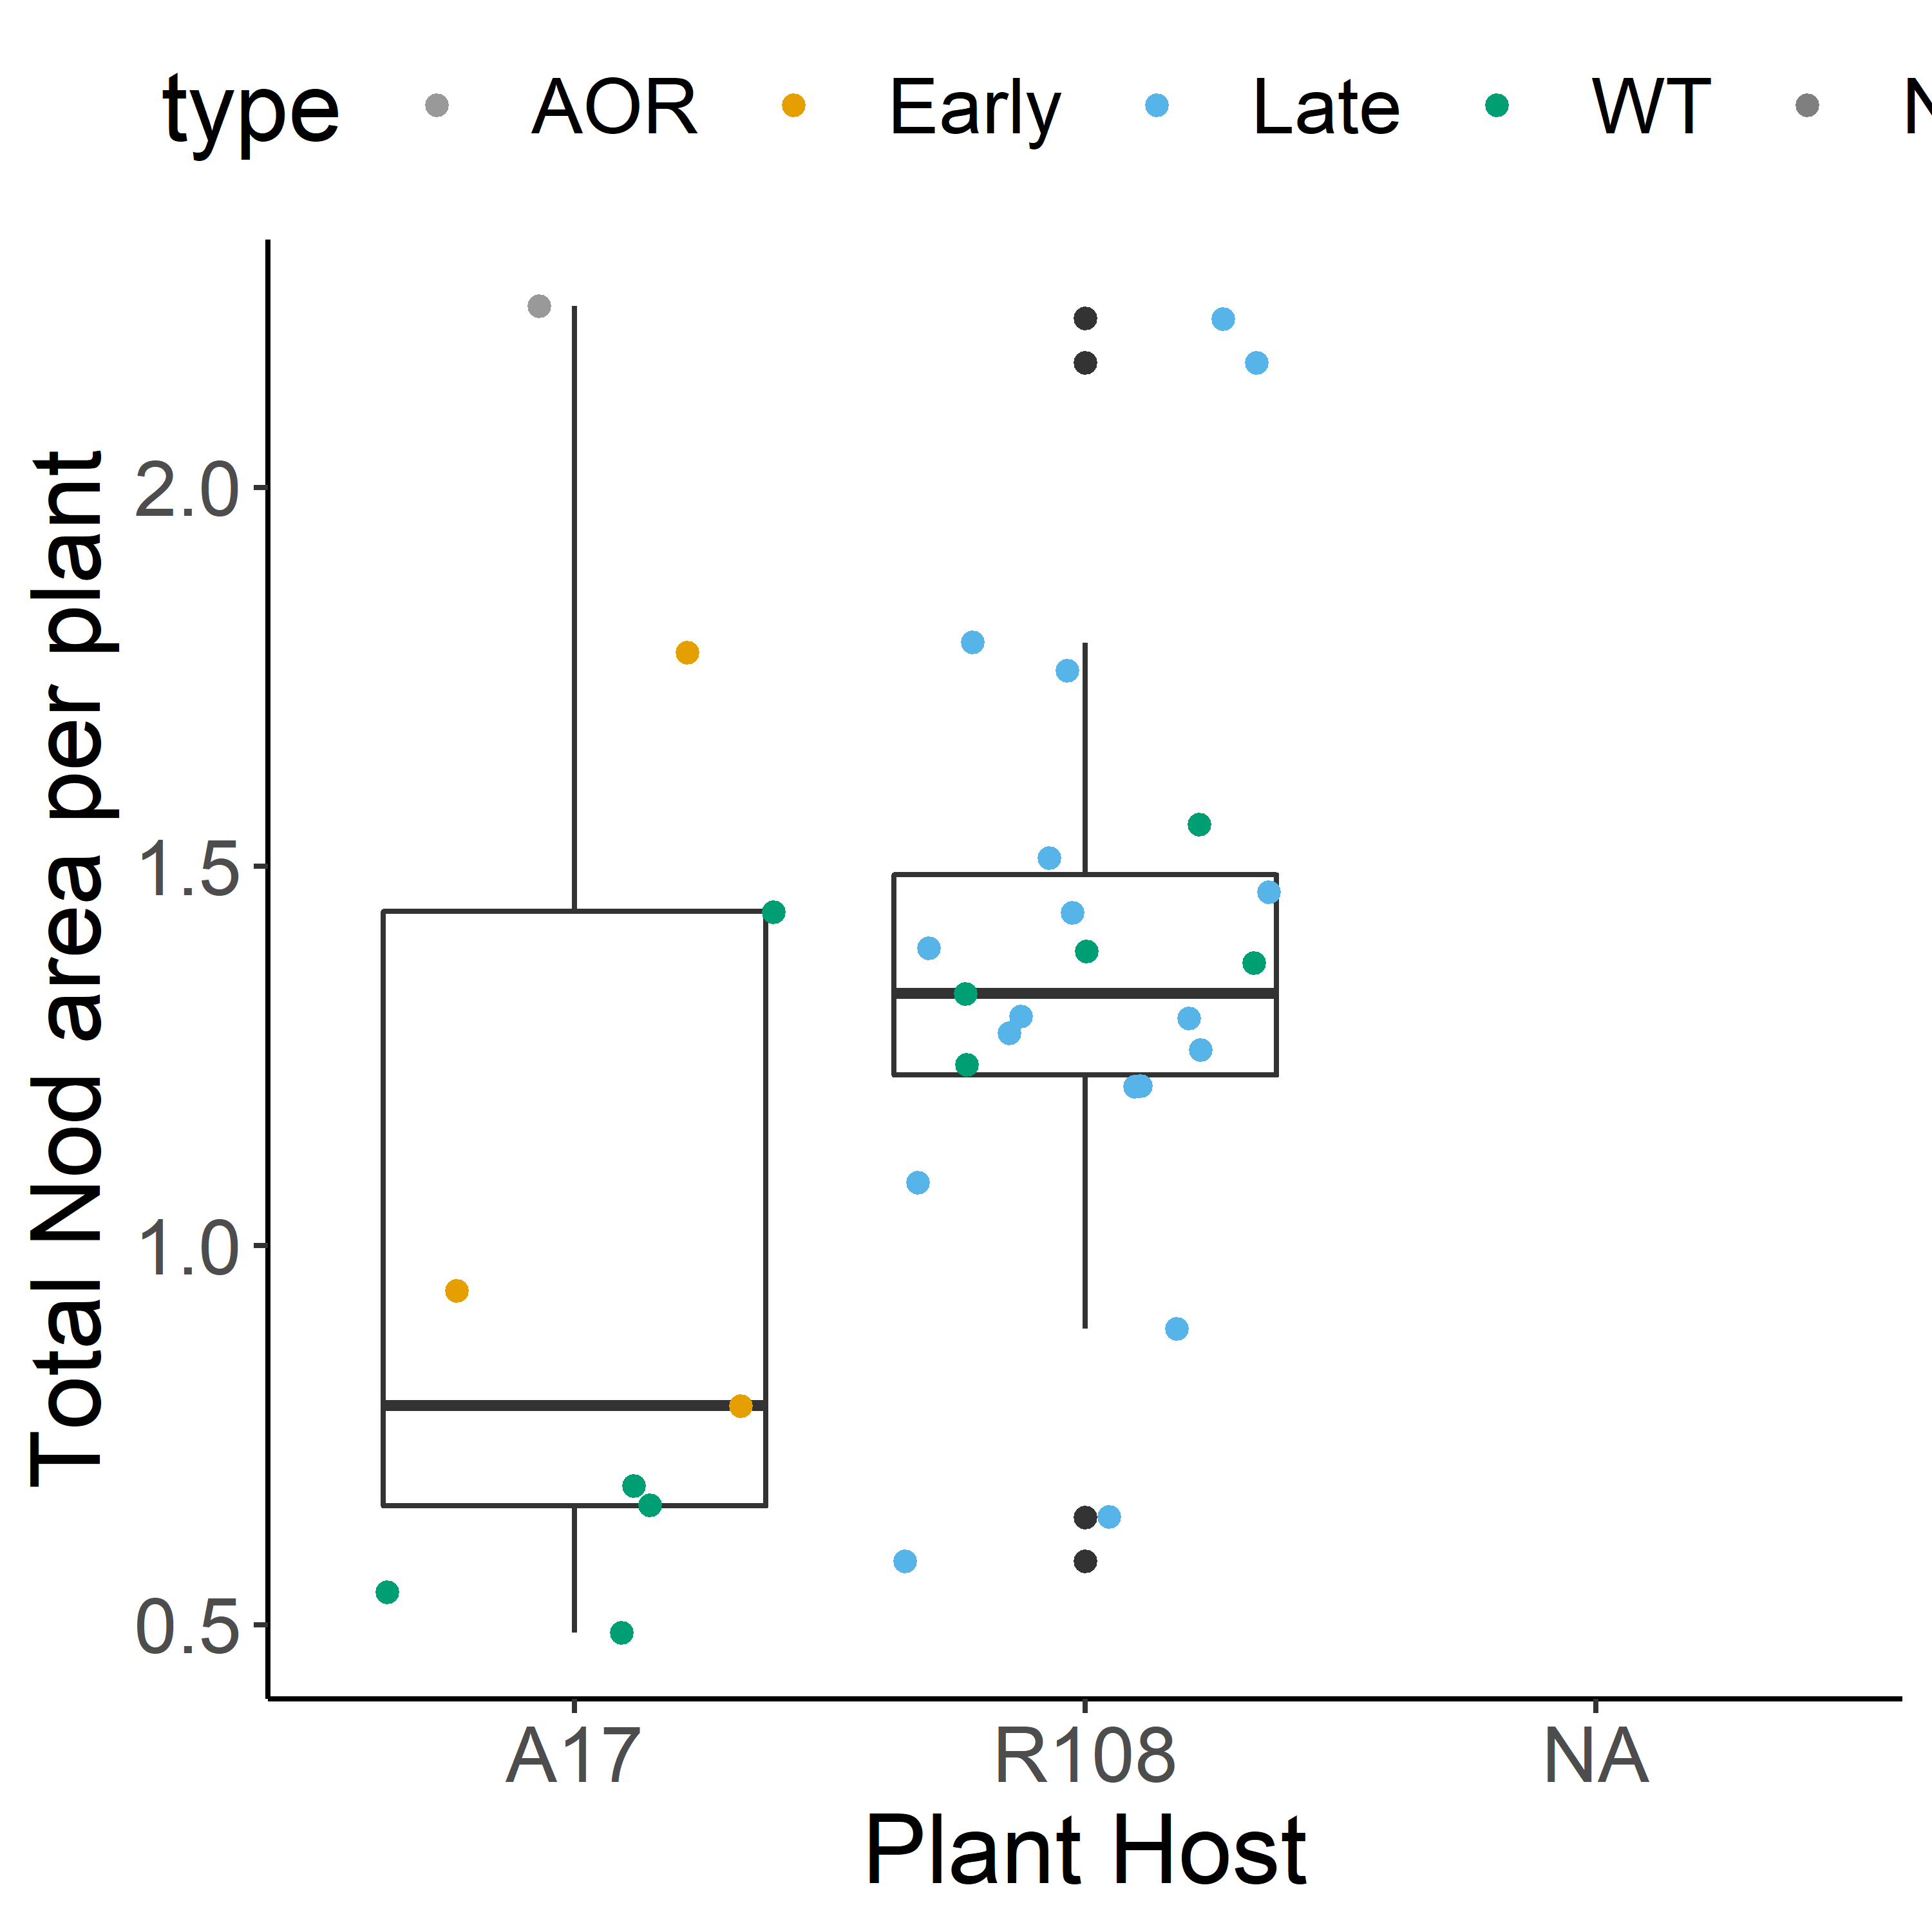 type AOR Early Late WT N
Total Nod area per plant
2.0
1.5
1.0
0.5
A17 R108 NA
Plant Host